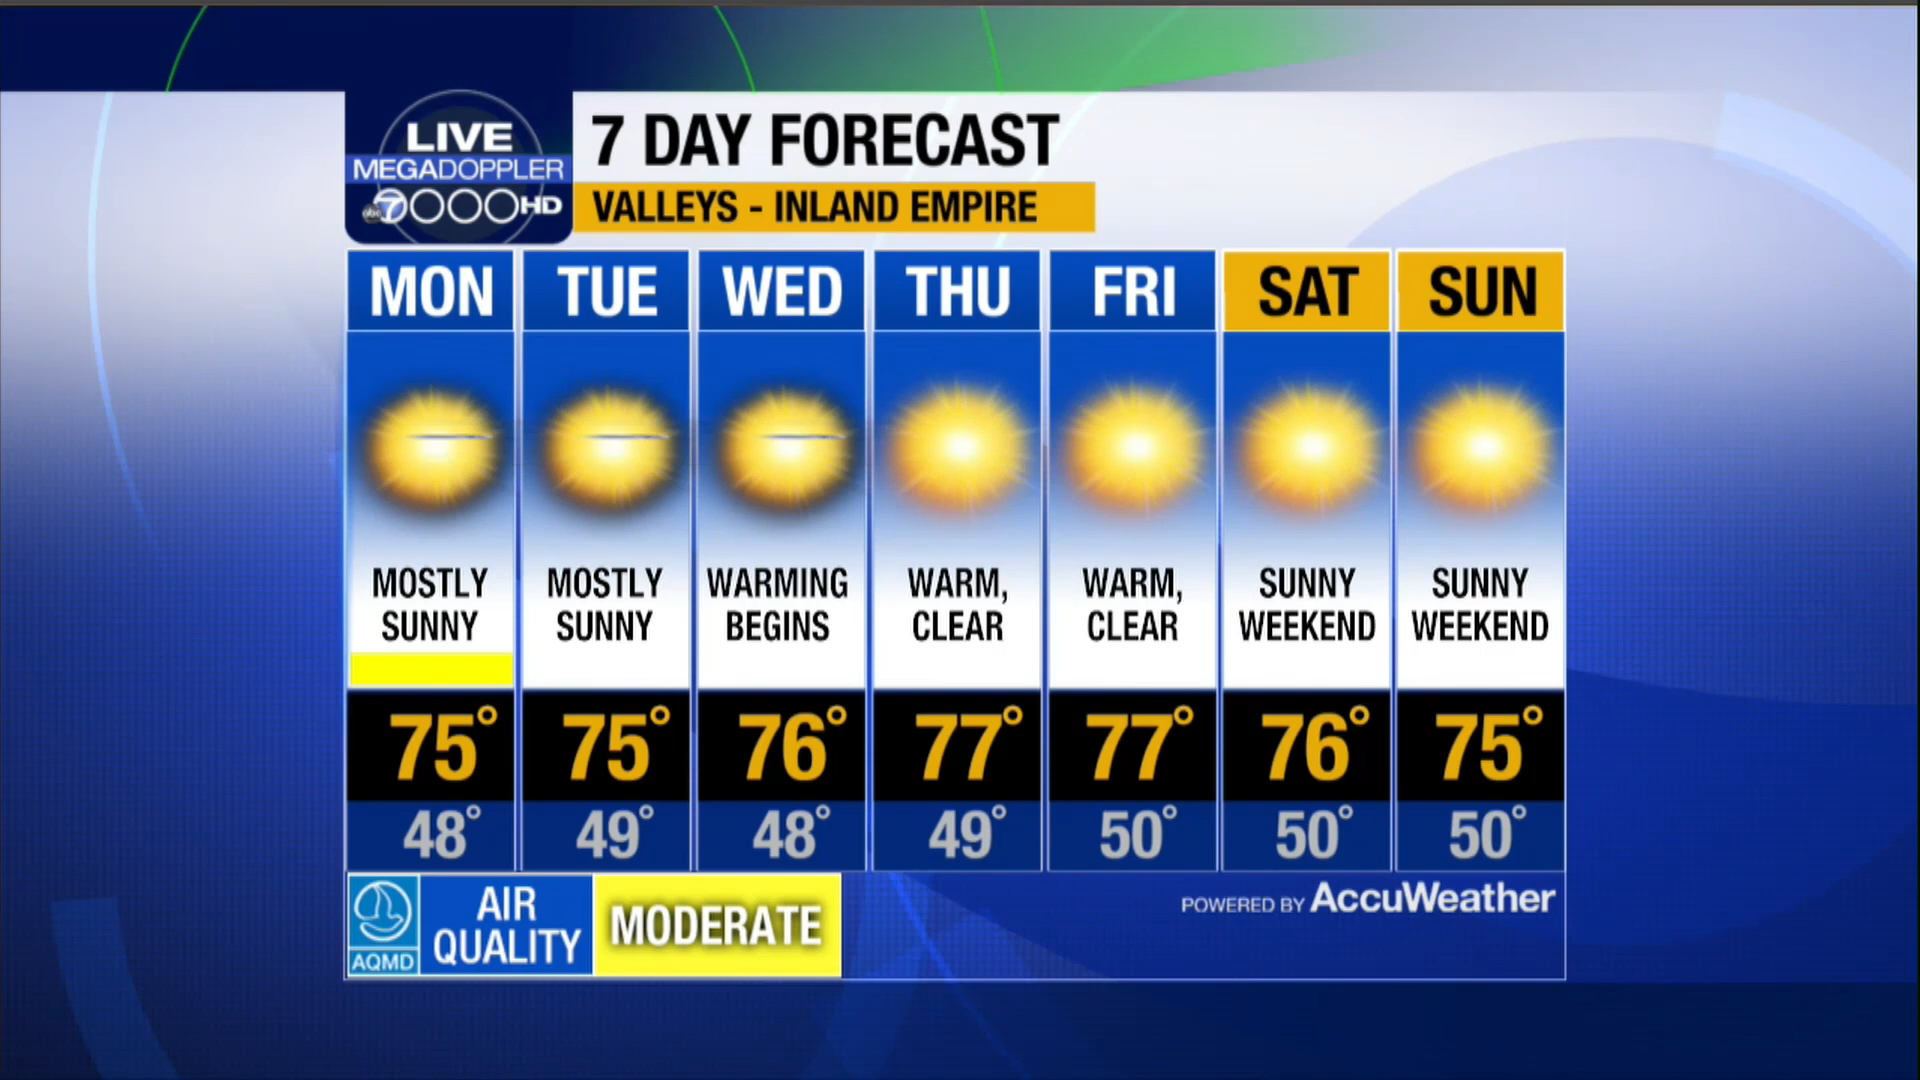 LIVE
MEGADOPPLER
abc 7000HD
7 DAY FORECAST
VALLEYS - INLAND EMPIRE
MON TUE WED THU FRI SAT SUN
MOSTLY SUNNY
MOSTLY SUNNY
WARMING BEGINS
WARM, CLEAR
WARM, CLEAR
SUNNY WEEKEND
SUNNY WEEKEND
75° 75° 76° 77° 77° 76° 75°
48° 49° 48° 49° 50° 50° 50°
AQMD
AIR
QUALITY
MODERATE
POWERED BY AccuWeather